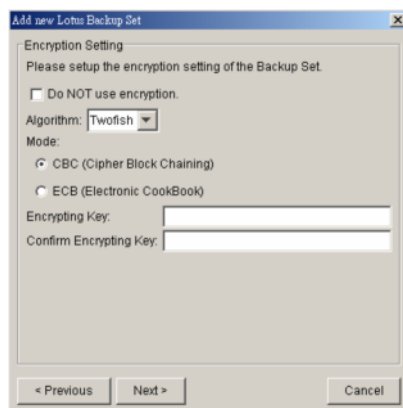 Add new Lotus Backup Set
Encryption Setting
Please setup the encryption setting of the Backup Set.
Do NOT use encryption.
Algorithm: Twofish
Mode:
CBC (Cipher Block Chaining)
ECB (Electronic CookBook)
Encrypting Key:
Confirm Encrypting Key:
< Previous Next > Cancel